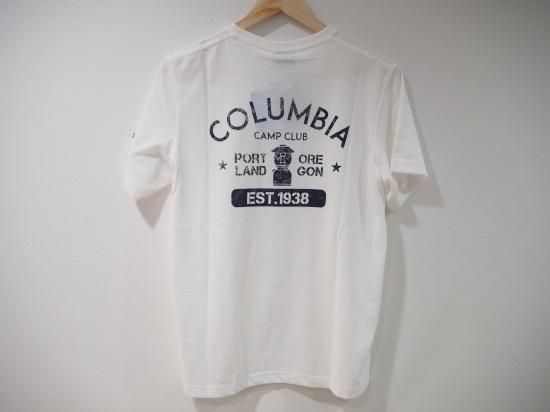 COLUMBIA
CAMP CLUB
PORT ORE
LAND GON
EST.1938